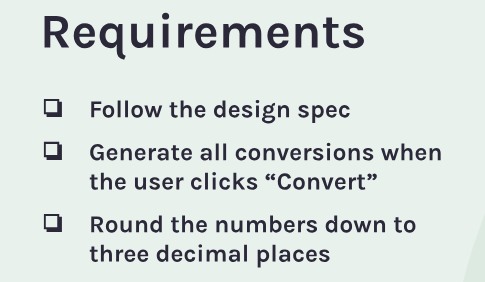 Requirements
Follow the design spec
Generate all conversions when
the user clicks “Convert”
Round the numbers down to
three decimal places